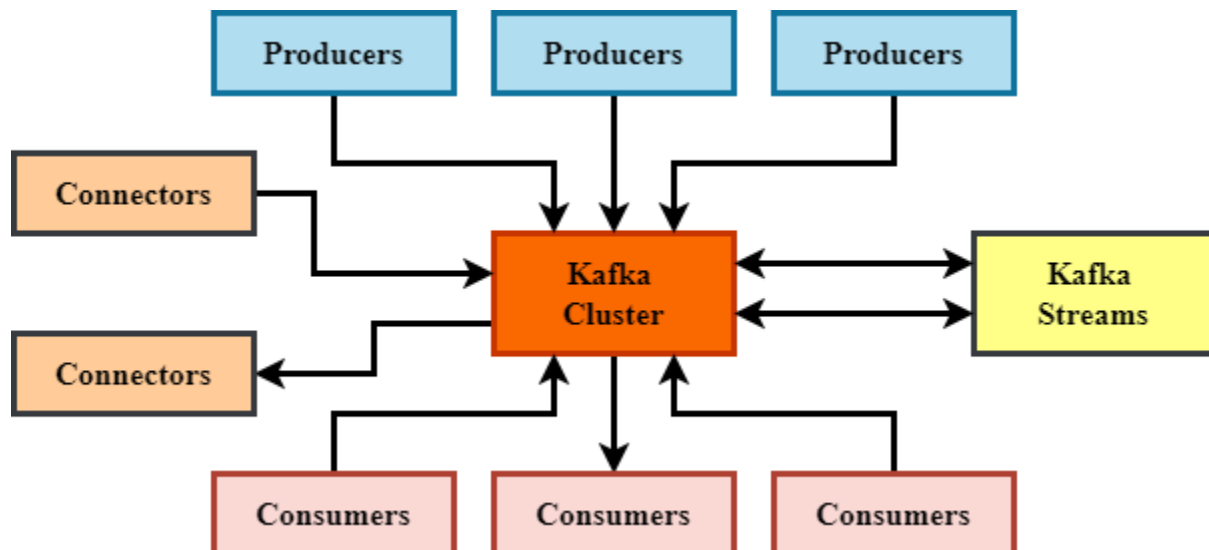 Producers
Producers
Producers
Connectors
Kafka
Cluster
Kafka
Streams
Connectors
Consumers
Consumers
Consumers